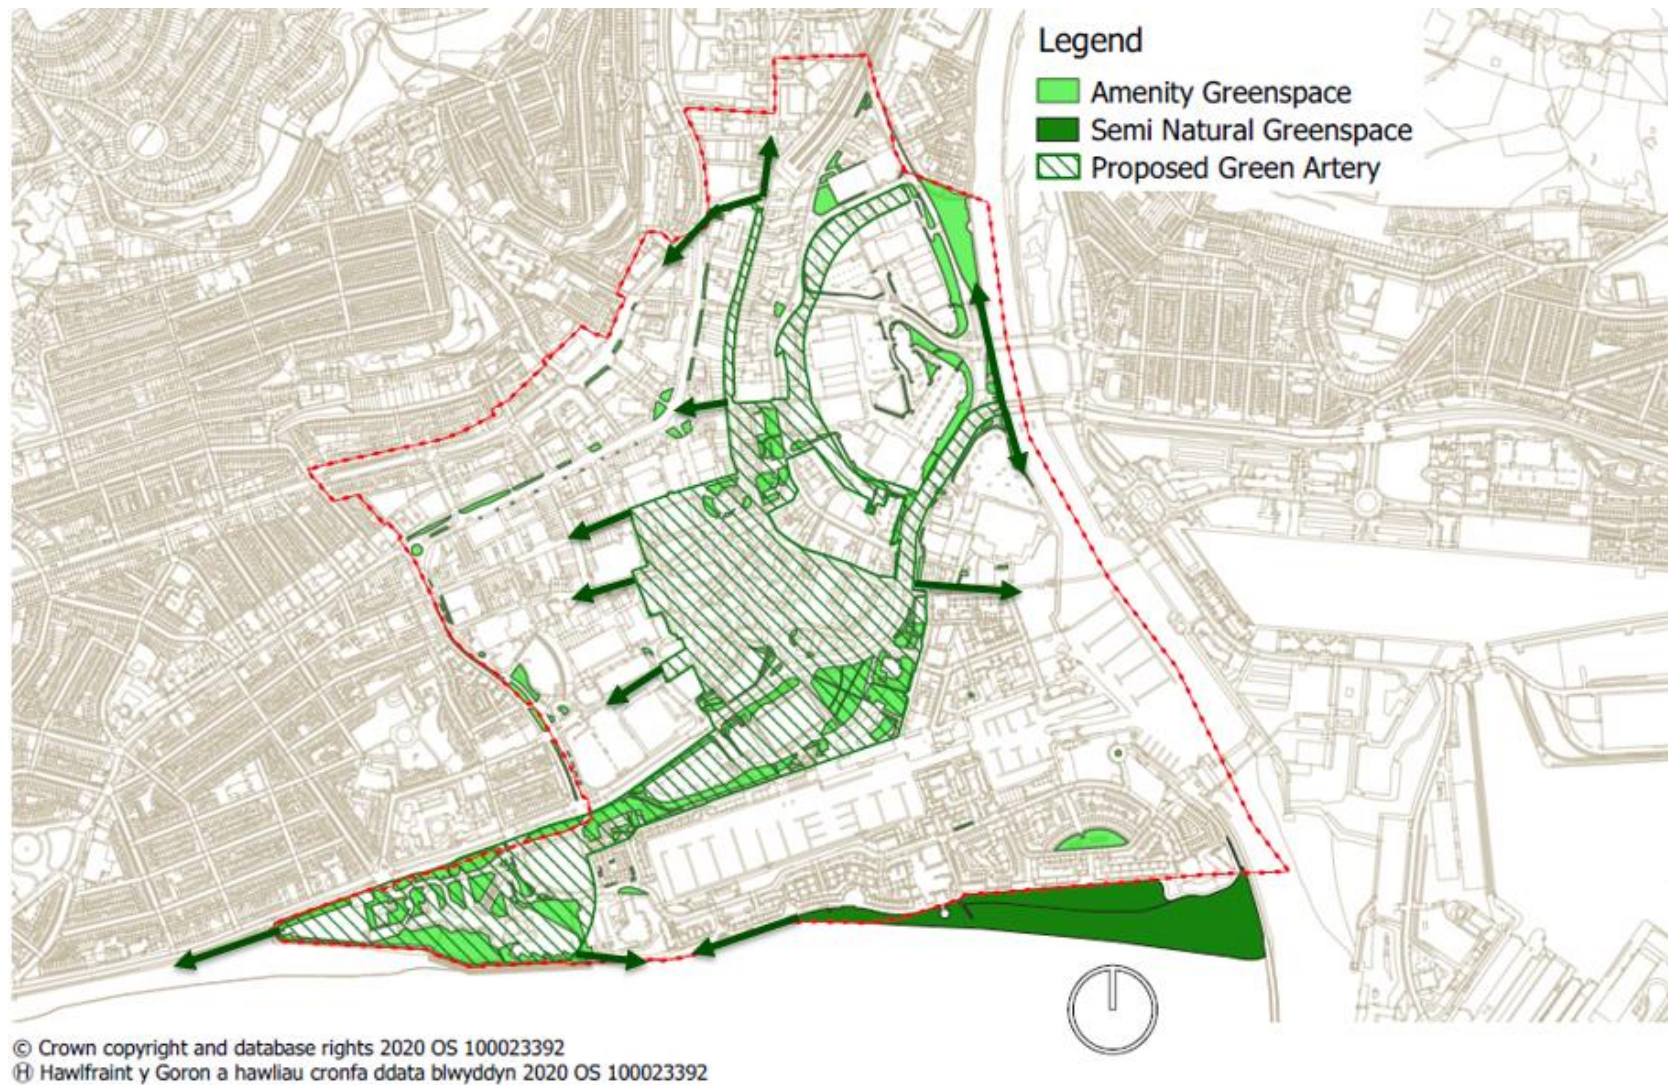 Legend
Amenity Greenspace
Semi Natural Greenspace
Proposed Green Artery
© Crown copyright and database rights 2020 OS 100023392
Ⓗ Hawlfraint y Goron a hawliau cronfa ddata blwyddyn 2020 OS 100023392